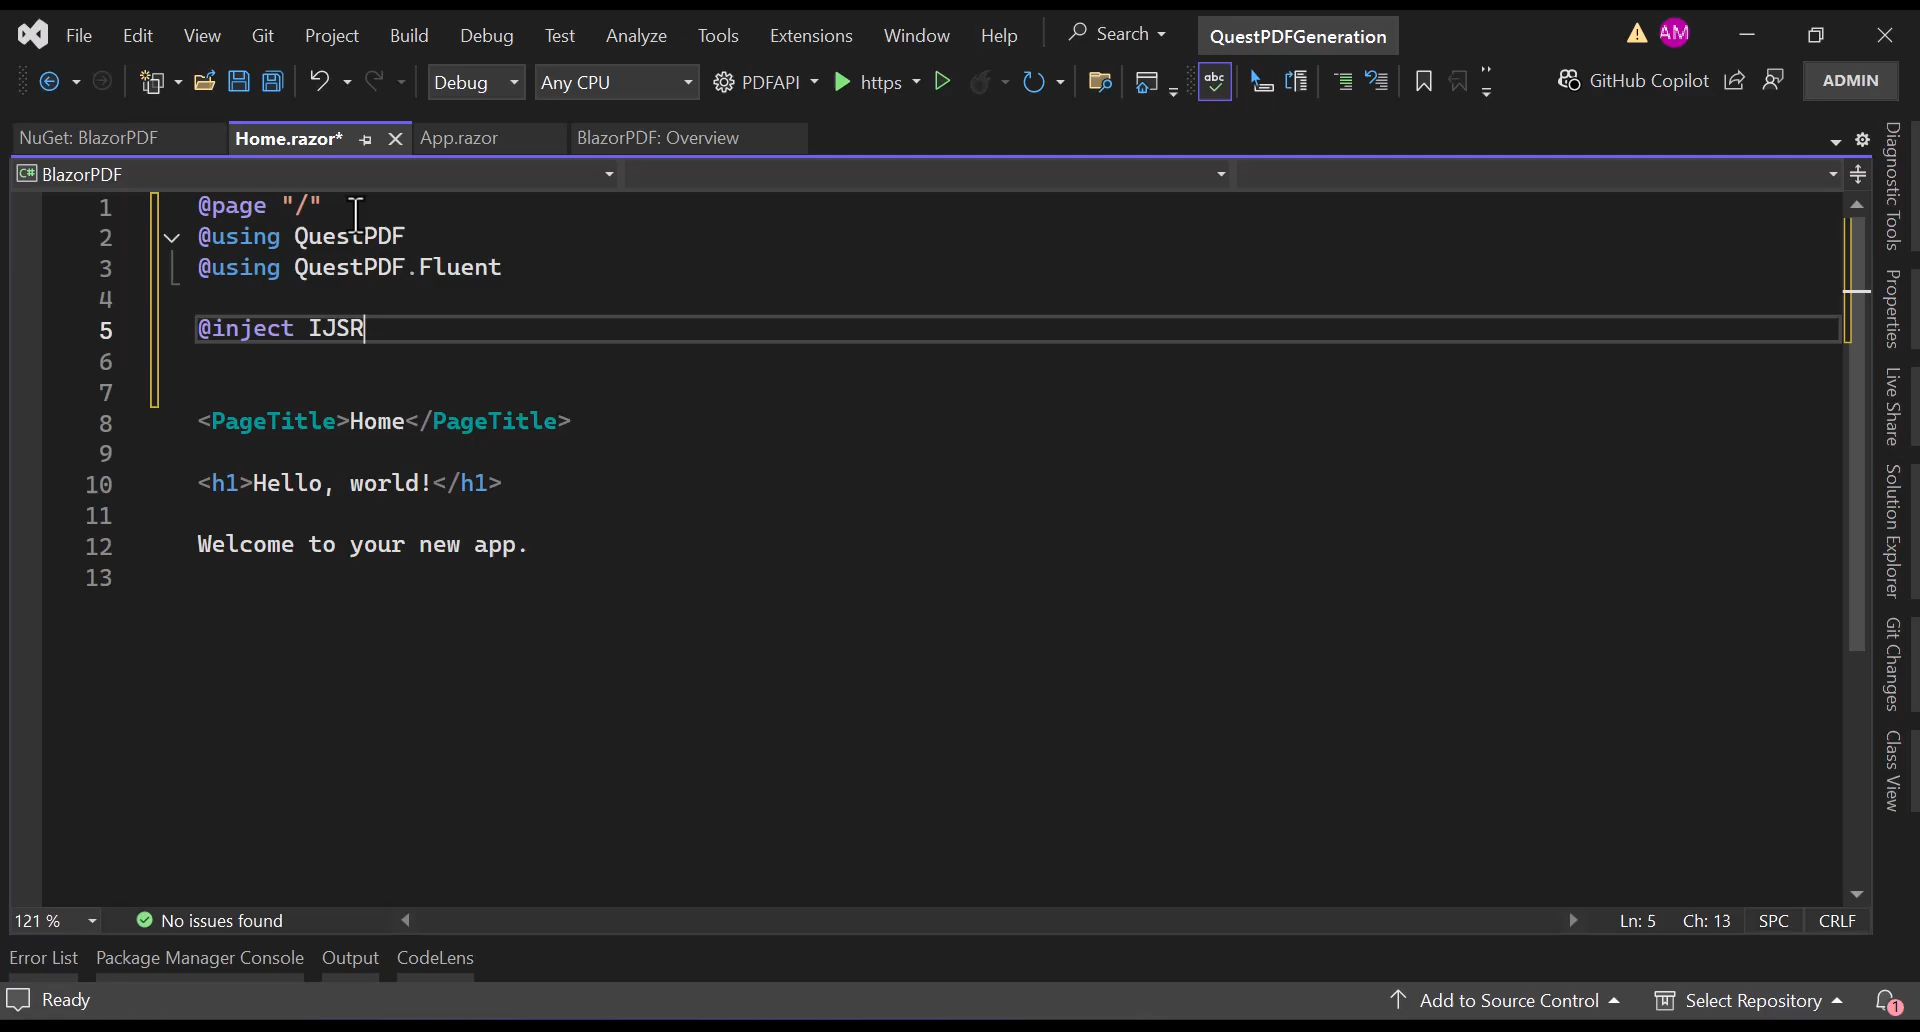 File Edit View Git Project Build Debug Test Analyze Tools Extensions Window Help Search QuestPDFGeneration AM
Debug Any CPU PDFAPI https abc GitHub Copilot ADMIN
NuGet: BlazorPDF Home.razor* App.razor BlazorPDF: Overview
C# BlazorPDF
1 @page "/"
2 @using QuestPDF
3 @using QuestPDF.Fluent
4
5 @inject IJSR
6
7
8 <PageTitle>Home</PageTitle>
9
10 <h1>Hello, world!</h1>
11
12 Welcome to your new app.
13
Diagnostic Tools
Properties
Live Share
Solution Explorer
Git Changes
Class View
121 % No issues found Ln: 5 Ch: 13 SPC CRLF
Error List Package Manager Console Output CodeLens
Ready Add to Source Control Select Repository 1